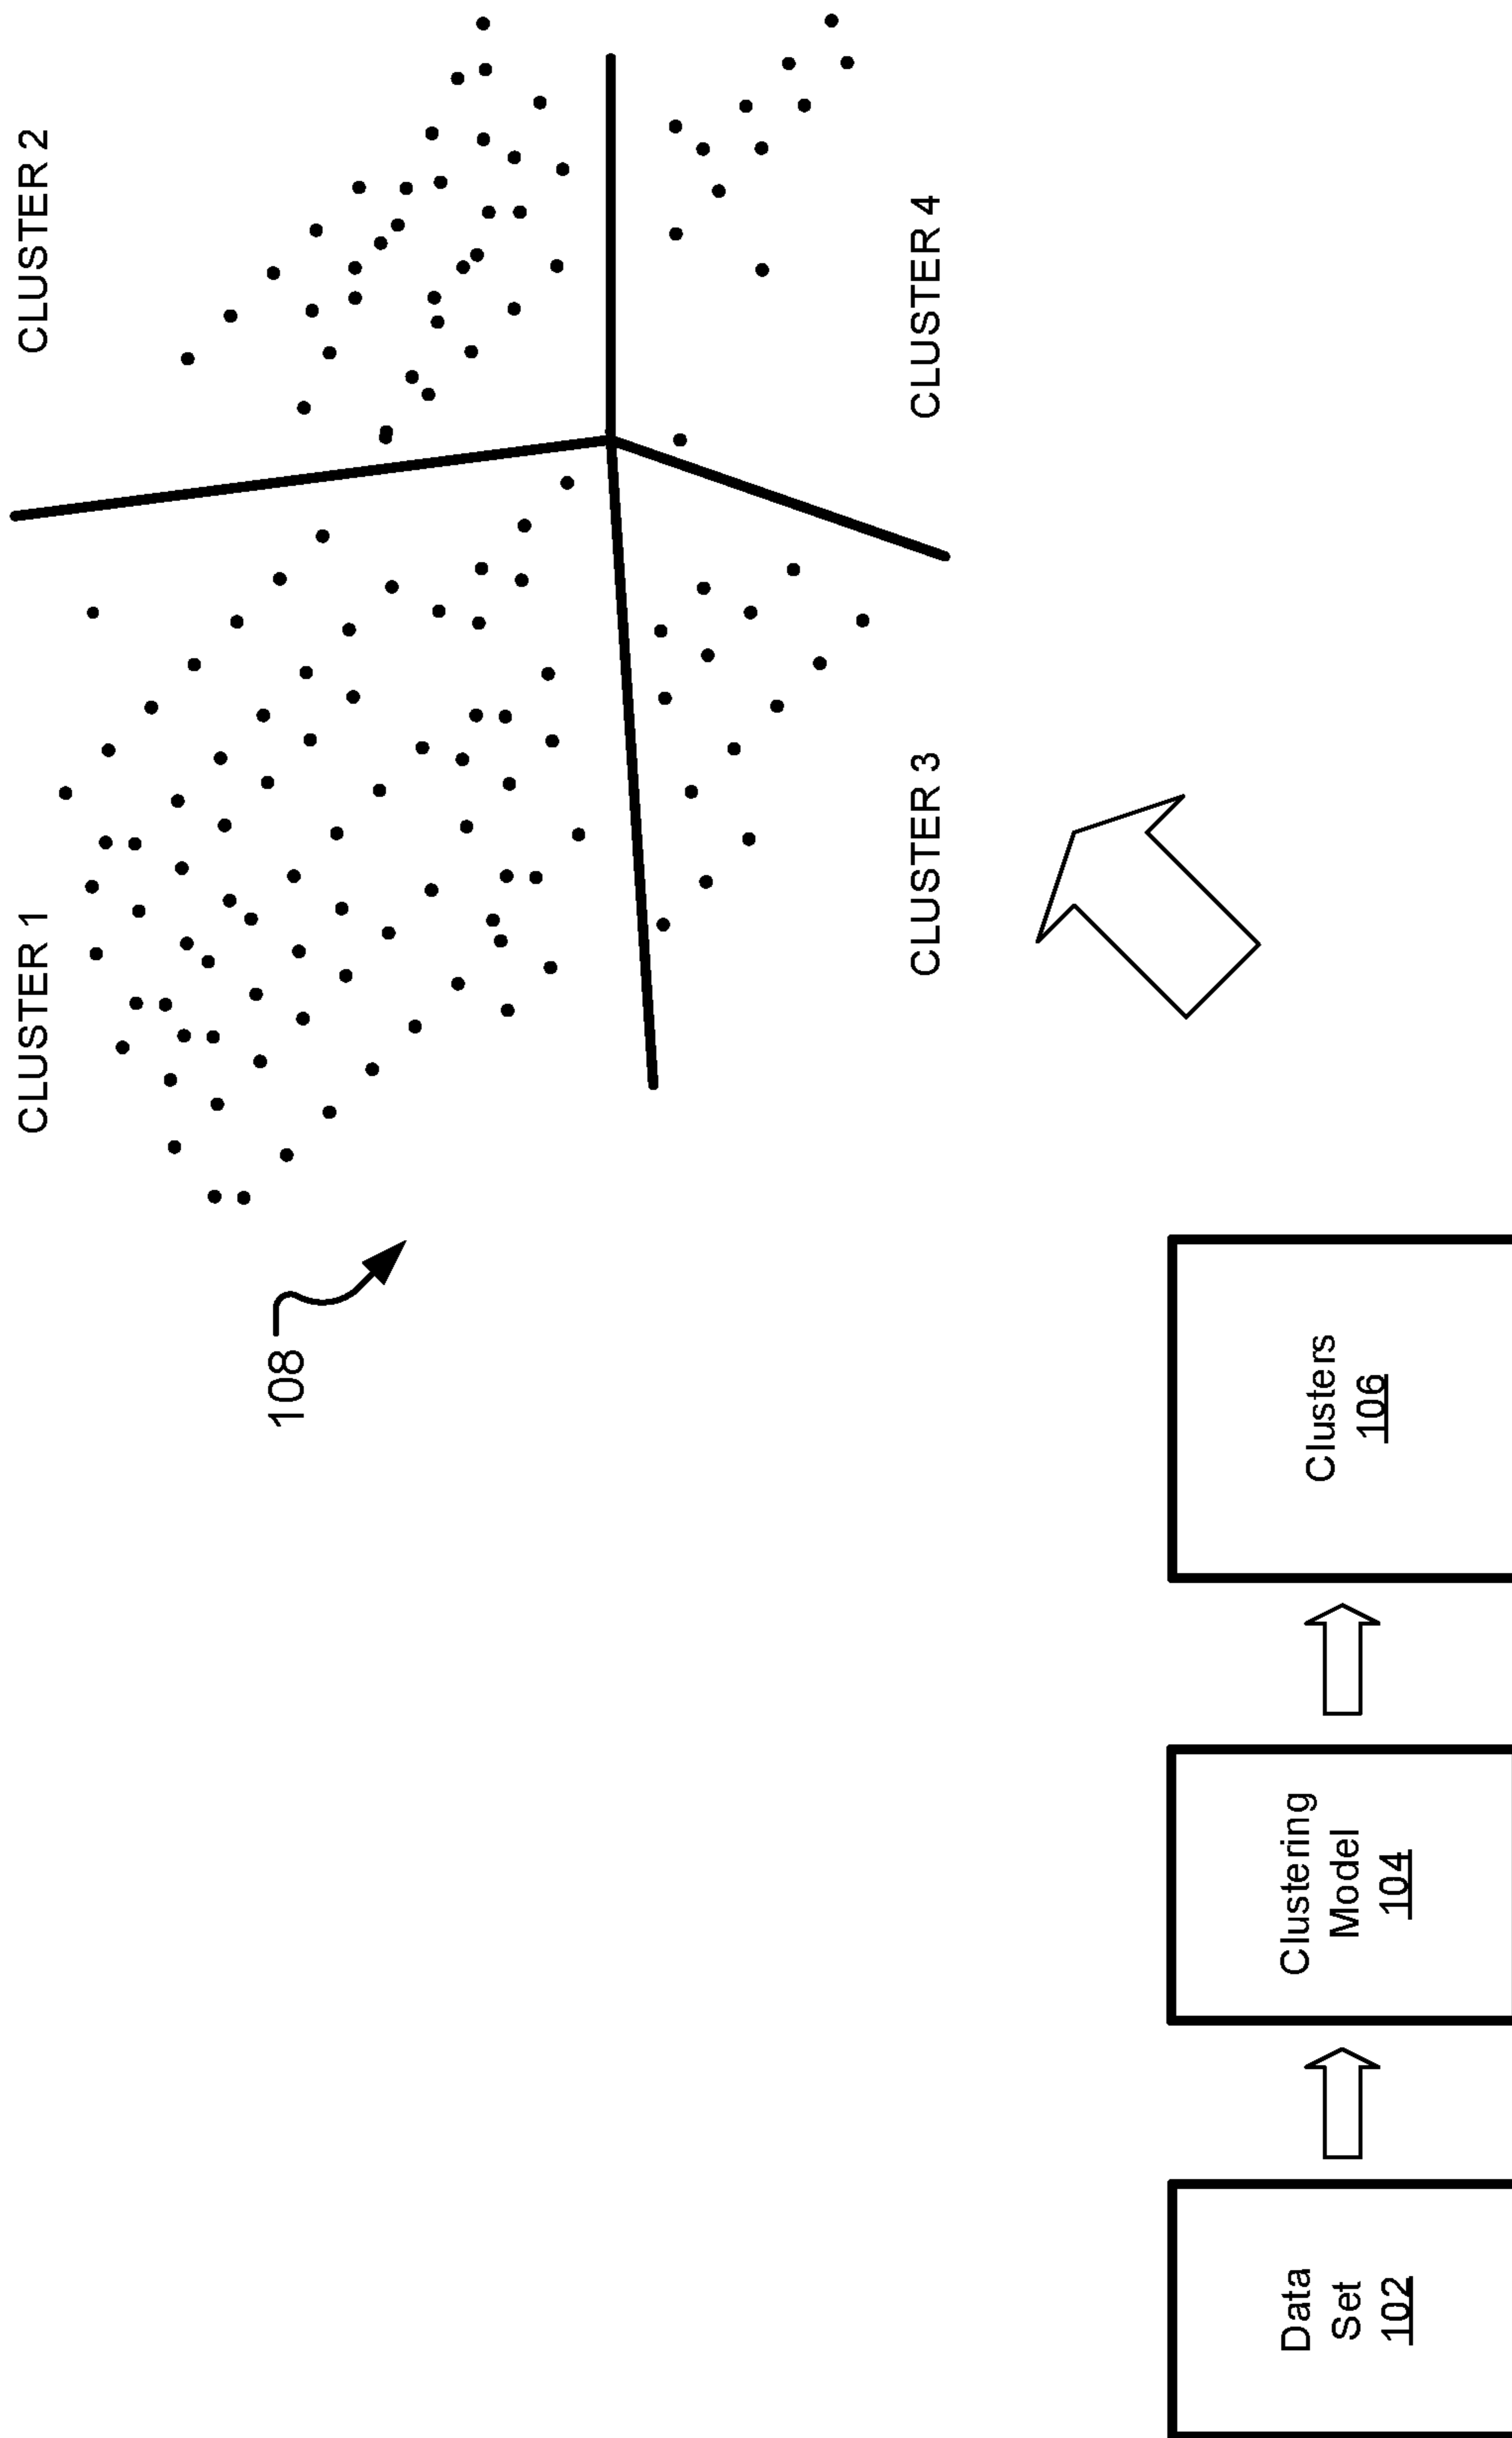 CLUSTER 1
CLUSTER 2
108
CLUSTER 3
CLUSTER 4
Data
Set
102
Clustering
Model
104
Clusters
106